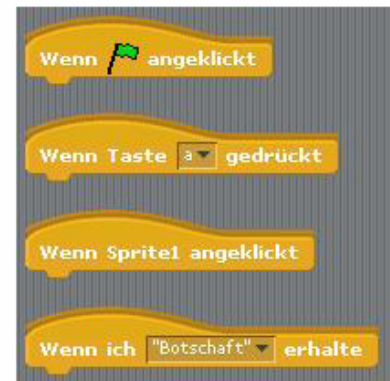 Wenn angeklickt
Wenn Taste a gedrückt
Wenn Sprite1 angeklickt
Wenn ich "Botschaft" erhalte